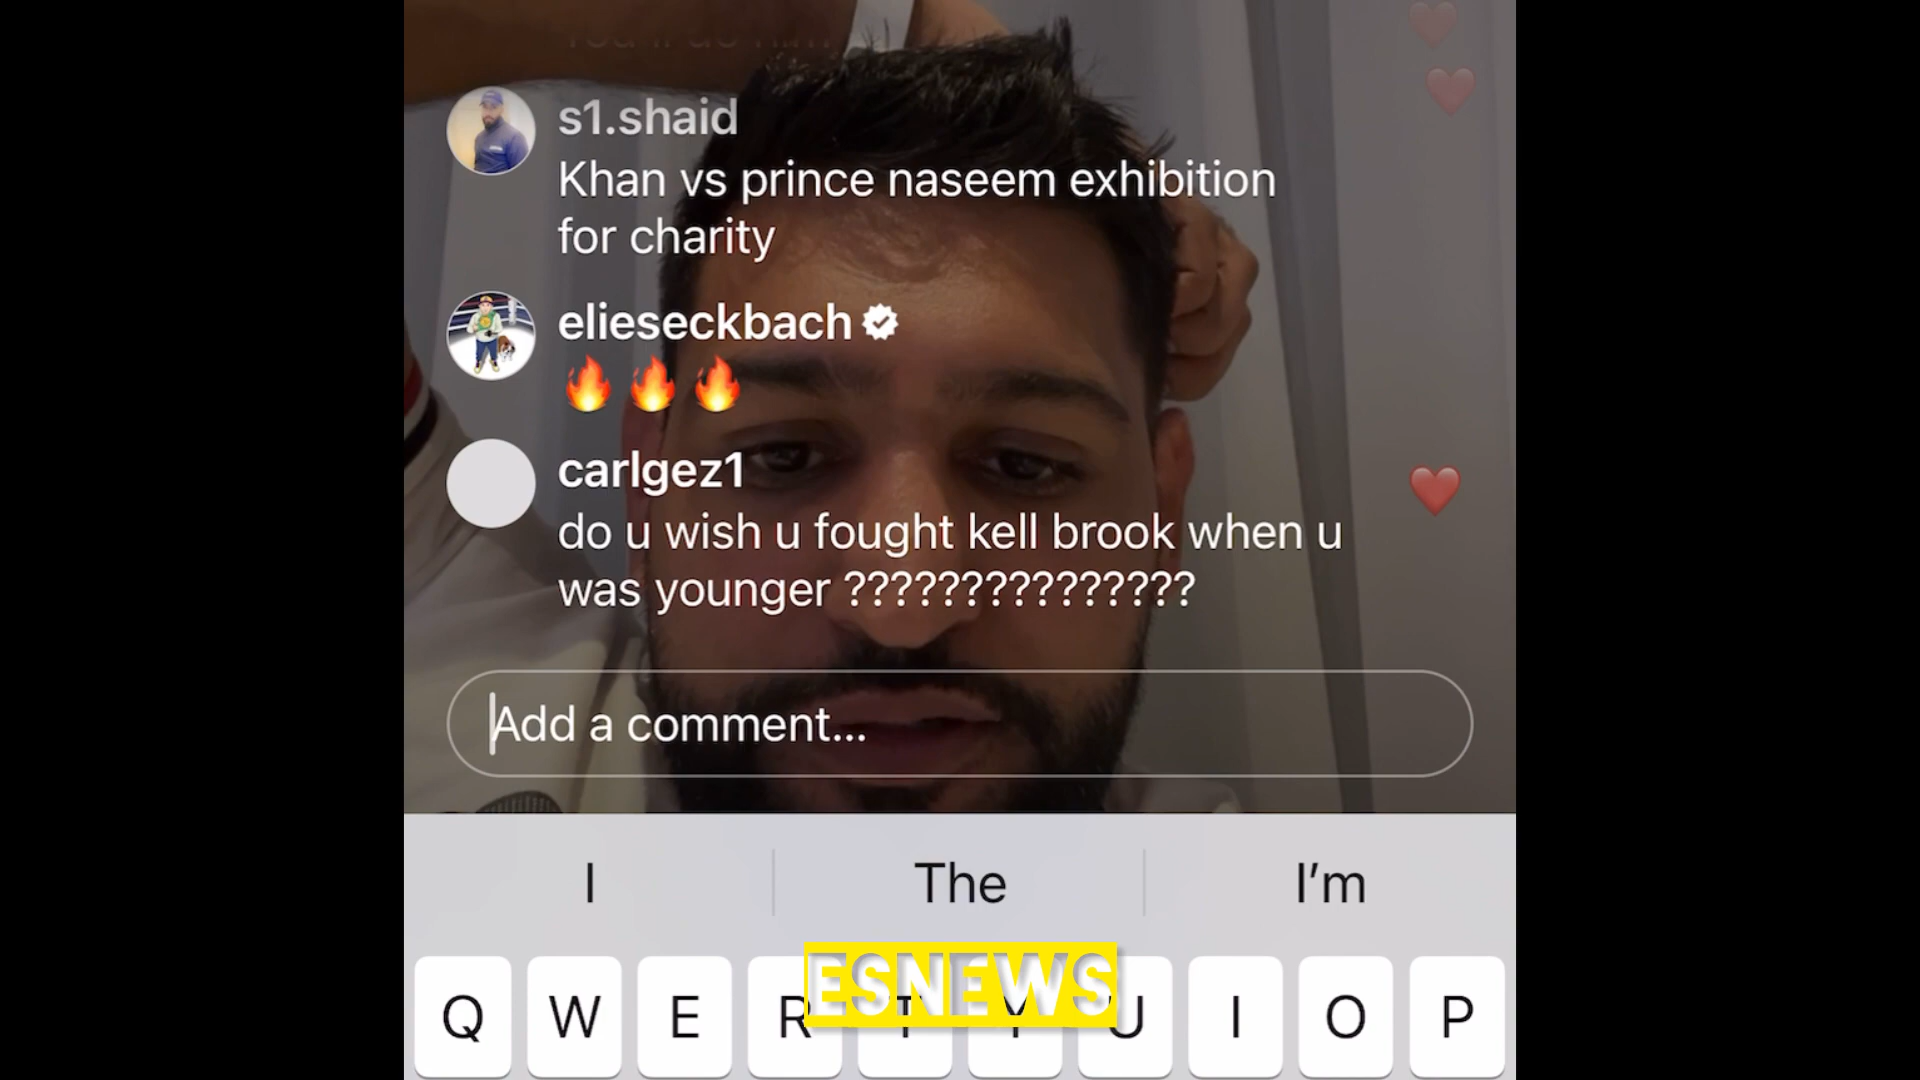 s1.shaid
Khan vs prince naseem exhibition
for charity
elieseckbach
🔥🔥🔥
carlgez1
do u wish u fought kell brook when u
was younger ???????????????
Add a comment...
I The I'm
Q W E R T Y U I O P
ESNEWS